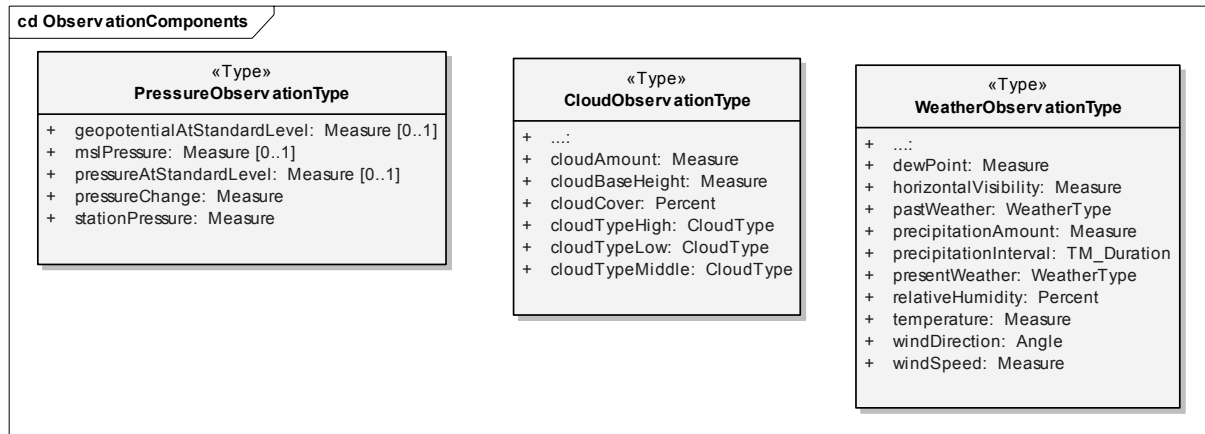 cd ObservationComponents
«Type»
PressureObservationType
+ geopotentialAtStandardLevel: Measure [0..1]
+ mslPressure: Measure [0..1]
+ pressureAtStandardLevel: Measure [0..1]
+ pressureChange: Measure
+ stationPressure: Measure
«Type»
CloudObservationType
+ ...:
+ cloudAmount: Measure
+ cloudBaseHeight: Measure
+ cloudCover: Percent
+ cloudTypeHigh: CloudType
+ cloudTypeLow: CloudType
+ cloudTypeMiddle: CloudType
«Type»
WeatherObservationType
+ ...:
+ dewPoint: Measure
+ horizontalVisibility: Measure
+ pastWeather: WeatherType
+ precipitationAmount: Measure
+ precipitationInterval: TM_Duration
+ presentWeather: WeatherType
+ relativeHumidity: Percent
+ temperature: Measure
+ windDirection: Angle
+ windSpeed: Measure